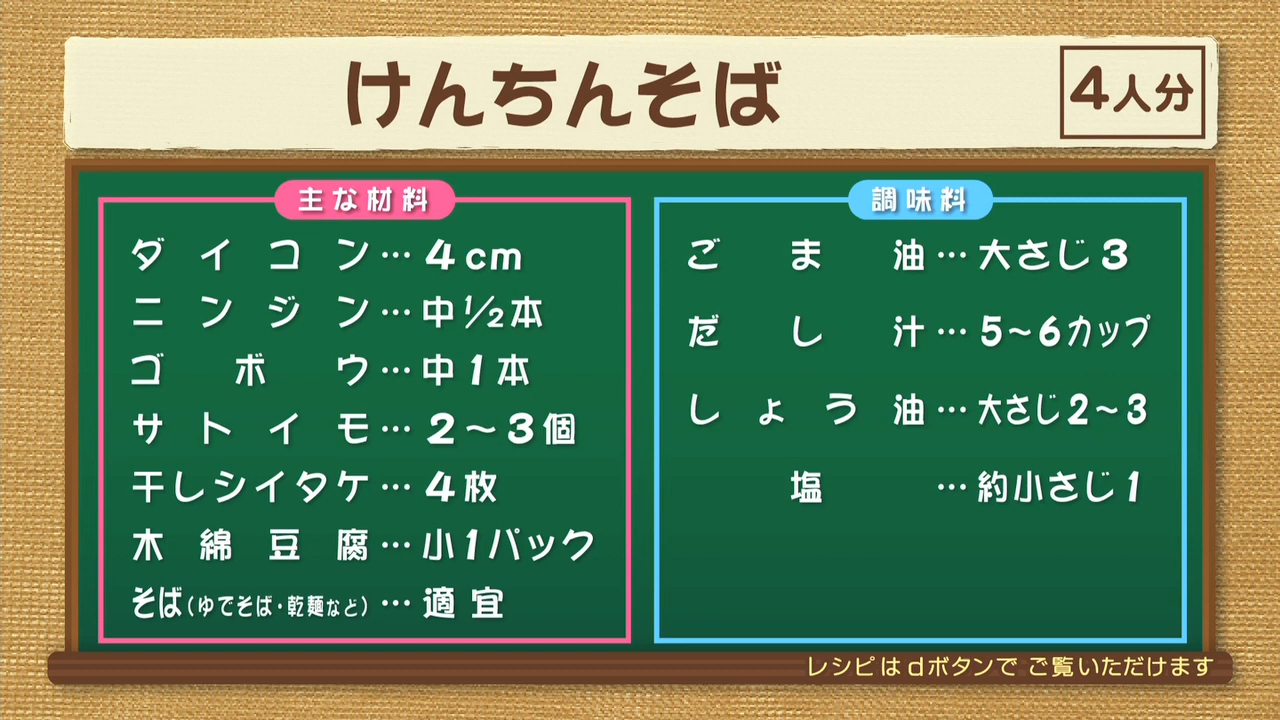 けんちんそば
4人分
主な材料
ダイコン…4cm
ニンジン…中½本
ゴボウ…中1本
サトイモ…2～3個
干しシイタケ…4枚
木綿豆腐…小1パック
そば(ゆでそば・乾麺など)…適宜
調味料
ごま油…大さじ3
だし汁…5～6カップ
しょう油…大さじ2～3
塩…約小さじ1
レシピはdボタンで ご覧いただけます